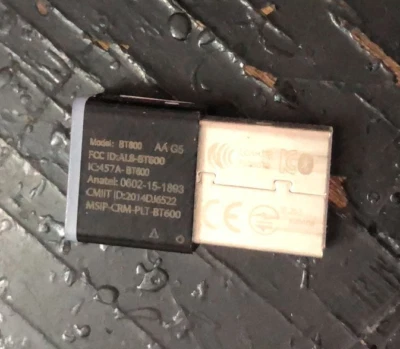 Model: BT600 AA G5
FCC ID:AL8-BT600
IC:457A-BT600
Anatel: 0602-15-1893
CMIIT ID:2014DJ6522
MSIP-CRM-PLT-BT600
CE